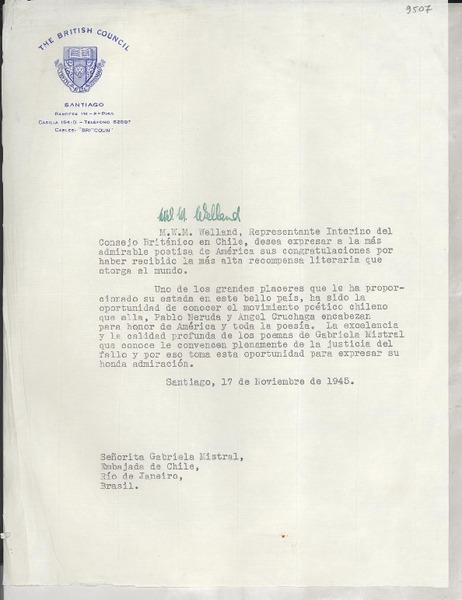 9507
THE BRITISH COUNCIL
SANTIAGO
CABLES: "BRITCOUN"
M. Welland
M.W.M. Welland, Representante Interino del
Consejo Británico en Chile, desea expresar a la más
admirable postisa de América sus congratulaciones por
haber recibido la más alta recompensa literaria que
otorga al mundo.
Uno de los grandes placeres que le ha propor-
cionado su estada en este bello país, ha sido la
oportunidad de conocer el movimiento poético chileno
que alla, Pablo Neruda y Angel Cruchaga encabezan
para honor de América y toda la poesía. La excelencia
y la calidad profunda de los poemas de Gabriela Mistral
que conoce le convencen plenamente de la justicia del
fallo y por eso toma esta oportunidad para expresar su
honda admiración.
Santiago, 17 de Noviembre de 1945.
Señorita Gabriela Mistral,
Embajada de Chile,
Río de Janeiro,
Brasil.